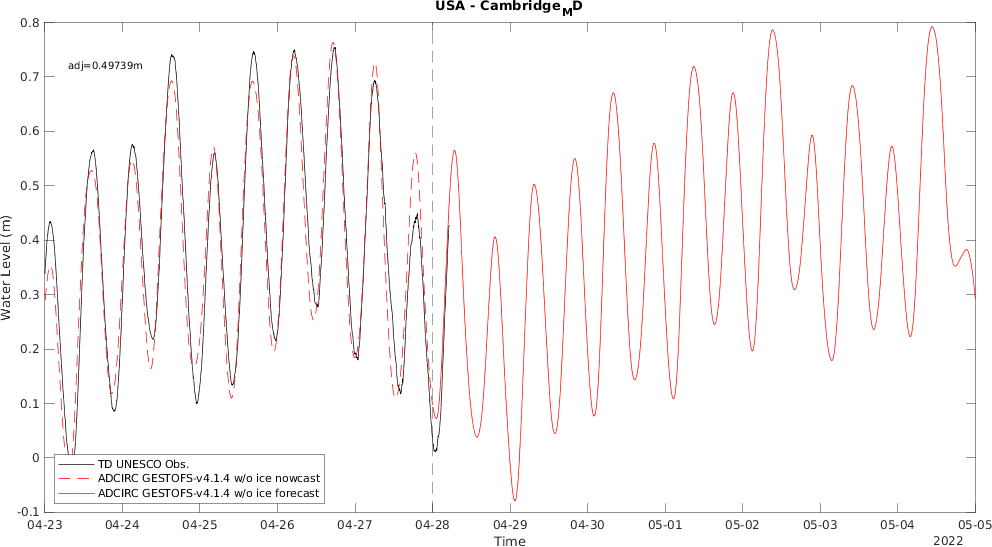 USA - Cambridge_MD
adj=0.49739m
Water Level (m)
0.8
0.7
0.6
0.5
0.4
0.3
0.2
0.1
0
-0.1
TD UNESCO Obs.
ADCIRC GESTOFS-v4.1.4 w/o ice nowcast
ADCIRC GESTOFS-v4.1.4 w/o ice forecast
04-23 04-24 04-25 04-26 04-27 04-28 04-29 04-30 05-01 05-02 05-03 05-04 05-05
Time
2022